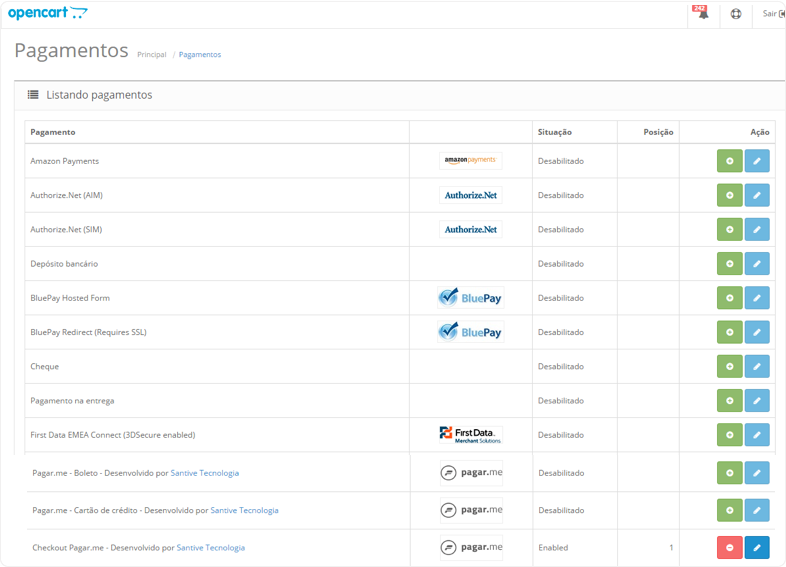 opencart
242
Sair
Pagamentos
Principal / Pagamentos
Listando pagamentos
Pagamento Situação Posição Ação
Amazon Payments amazon payments Desabilitado
Authorize.Net (AIM) Authorize.Net Desabilitado
Authorize.Net (SIM) Authorize.Net Desabilitado
Depósito bancário Desabilitado
BluePay Hosted Form BluePay Desabilitado
BluePay Redirect (Requires SSL) BluePay Desabilitado
Cheque Desabilitado
Pagamento na entrega Desabilitado
First Data EMEA Connect (3DSecure enabled) First Data. Desabilitado
Merchant Solutions.
Pagar.me - Boleto - Desenvolvido por Santive Tecnologia pagar.me Desabilitado
Pagar.me - Cartão de crédito - Desenvolvido por Santive Tecnologia pagar.me Desabilitado
Checkout Pagar.me - Desenvolvido por Santive Tecnologia pagar.me Enabled 1